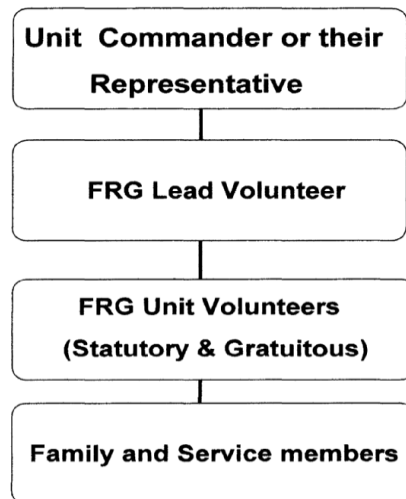 Unit Commander or their
Representative
FRG Lead Volunteer
FRG Unit Volunteers
(Statutory & Gratuitous)
Family and Service members